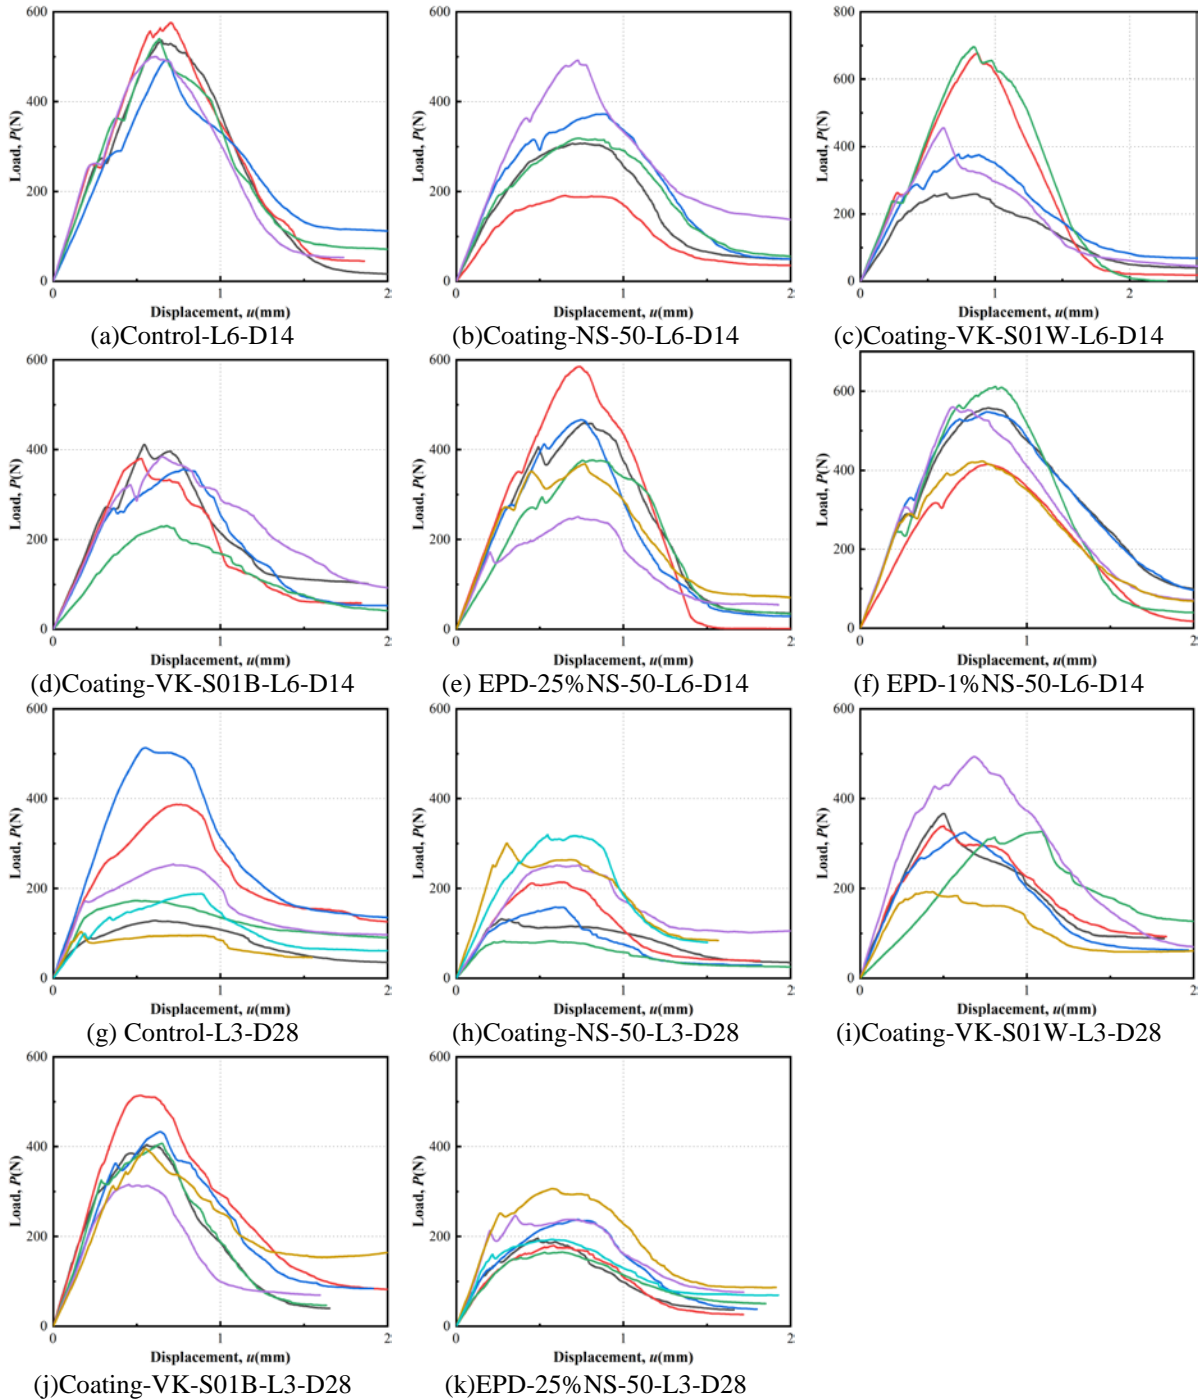 600
400
200
0
0
1
2
Load, P(N)
Displacement, u(mm)
(a)Control-L6-D14
600
400
200
0
0
1
2
Load, P(N)
Displacement, u(mm)
(b)Coating-NS-50-L6-D14
800
600
400
200
0
0
1
2
Load, P(N)
Displacement, u(mm)
(c)Coating-VK-S01W-L6-D14
600
400
200
0
0
1
2
Load, P(N)
Displacement, u(mm)
(d)Coating-VK-S01B-L6-D14
600
400
200
0
0
1
2
Load, P(N)
Displacement, u(mm)
(e) EPD-25%NS-50-L6-D14
600
400
200
0
0
1
2
Load, P(N)
Displacement, u(mm)
(f) EPD-1%NS-50-L6-D14
600
400
200
0
0
1
2
Load, P(N)
Displacement, u(mm)
(g) Control-L3-D28
600
400
200
0
0
1
2
Load, P(N)
Displacement, u(mm)
(h)Coating-NS-50-L3-D28
600
400
200
0
0
1
2
Load, P(N)
Displacement, u(mm)
(i)Coating-VK-S01W-L3-D28
600
400
200
0
0
1
2
Load, P(N)
Displacement, u(mm)
(j)Coating-VK-S01B-L3-D28
600
400
200
0
0
1
2
Load, P(N)
Displacement, u(mm)
(k)EPD-25%NS-50-L3-D28